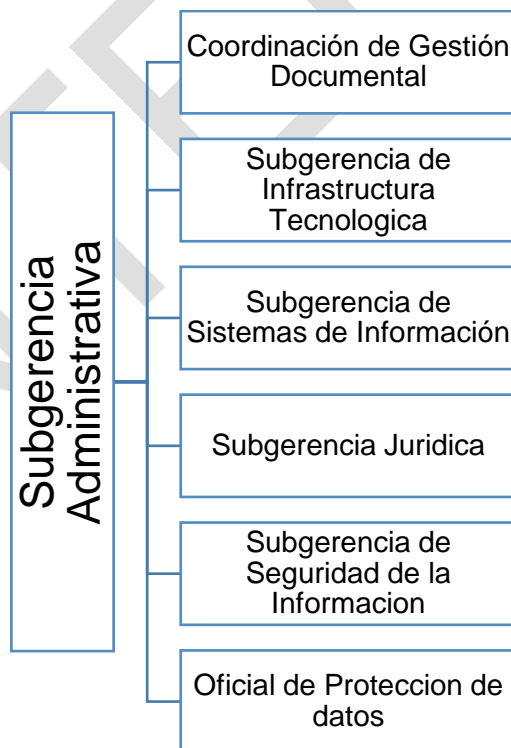 Subgerencia
Administrativa
Coordinación de Gestión
Documental
Subgerencia de
Infrastructura
Tecnologica
Subgerencia de
Sistemas de Información
Subgerencia Juridica
Subgerencia de
Seguridad de la
Informacion
Oficial de Proteccion de
datos